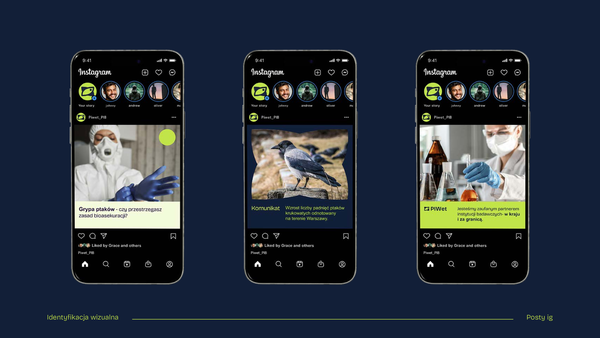 9:41
Instagram
Your story
johnny
andrew
oliver
Piwet_PIB
Grypa ptaków - czy przestrzegasz
zasad bioasekuracji?
Liked by Grace and others
Piwet_PIB
9:41
Instagram
Your story
johnny
andrew
oliver
Piwet_PIB
Komunikat
Wzrost liczby padnięć ptaków
krukowatych odnotowany
na terenie Warszawy.
Liked by Grace and others
Piwet_PIB
9:41
Instagram
Your story
johnny
andrew
oliver
Piwet_PIB
PIWet
Jesteśmy zaufanym partnerem
instytucji badawczych- w kraju
i za granicą.
Liked by Grace and others
Piwet_PIB
Identyfikacja wizualna
Posty ig